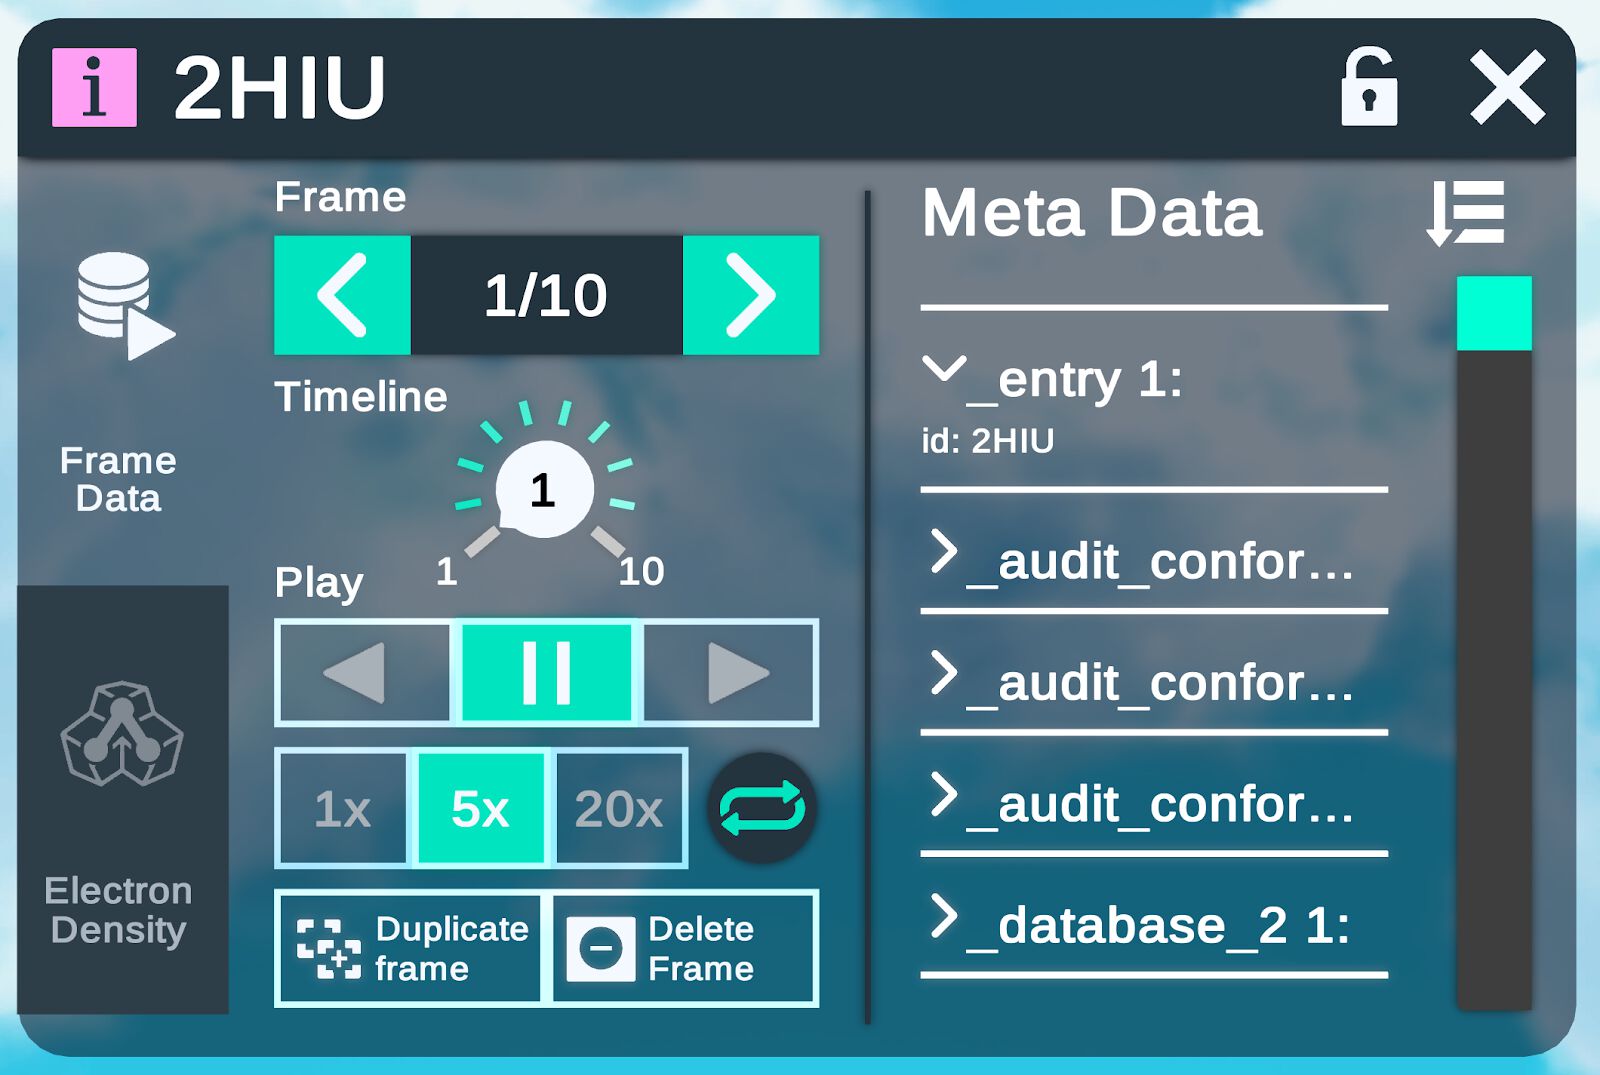 i 2HIU
Frame
1/10
Timeline
1
1
10
Play
1x
5x
20x
Duplicate
frame
Delete
Frame
Frame
Data
Electron
Density
Meta Data
_entry 1:
id: 2HIU
_audit_confor...
_audit_confor...
_audit_confor...
_database_2 1: